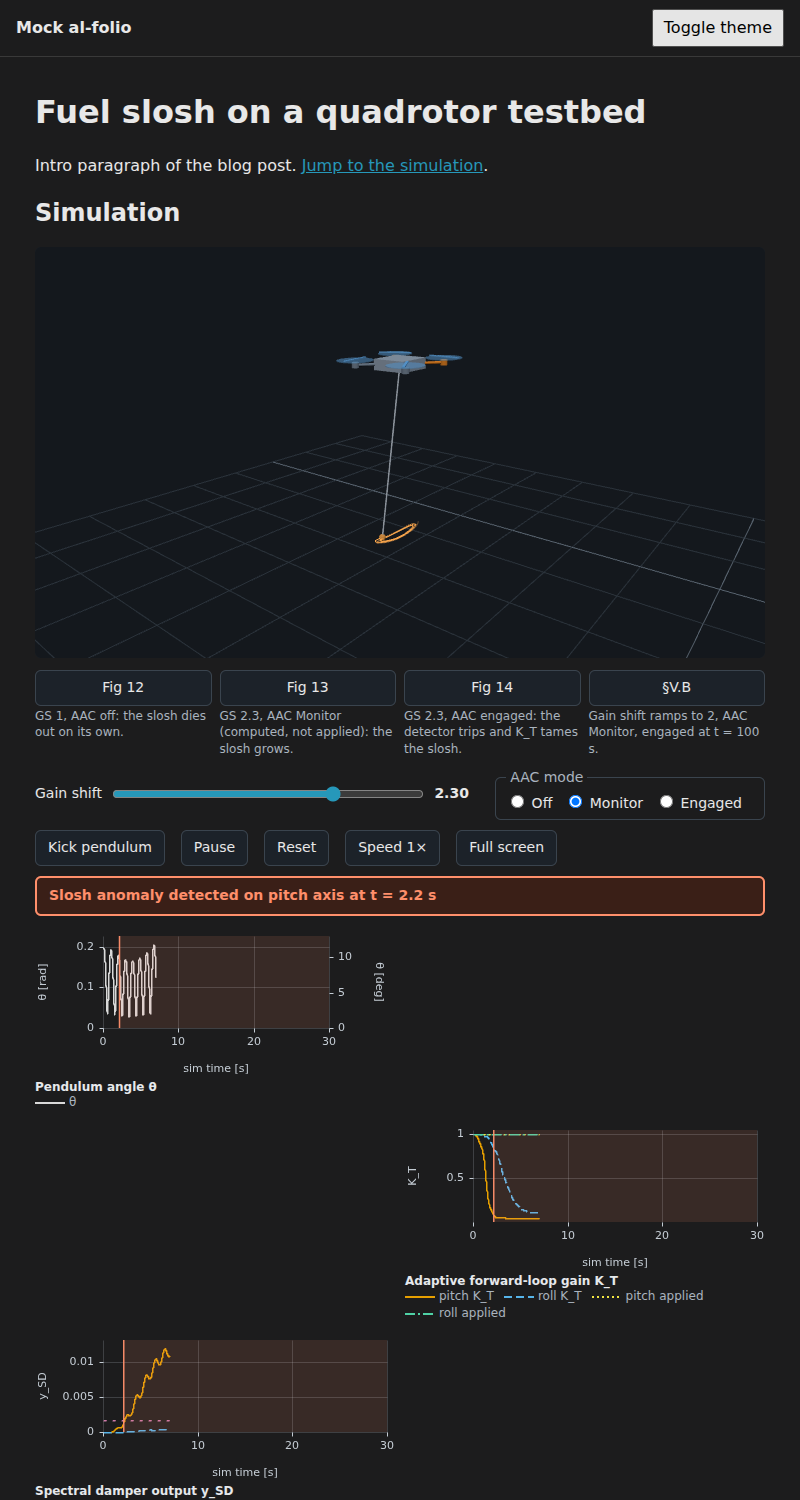 Mock al-folio
Toggle theme
Fuel slosh on a quadrotor testbed
Intro paragraph of the blog post. Jump to the simulation.
Simulation
Fig 12
GS 1, AAC off: the slosh dies
out on its own.
Fig 13
GS 2.3, AAC Monitor
(computed, not applied): the
slosh grows.
Fig 14
GS 2.3, AAC engaged: the
detector trips and K_T tames
the slosh.
§V.B
Gain shift ramps to 2, AAC
Monitor, engaged at t = 100
s.
Gain shift 2.30
AAC mode
Off Monitor Engaged
Kick pendulum Pause Reset Speed 1× Full screen
Slosh anomaly detected on pitch axis at t = 2.2 s
θ [rad]
0.2
0.1
0
10
5
0
θ [deg]
0 10 20 30
sim time [s]
Pendulum angle θ
θ
K_T
1
0.5
0 10 20 30
sim time [s]
Adaptive forward-loop gain K_T
pitch K_T roll K_T pitch applied
roll applied
y_SD
0.01
0.005
0
0 10 20 30
sim time [s]
Spectral damper output y_SD